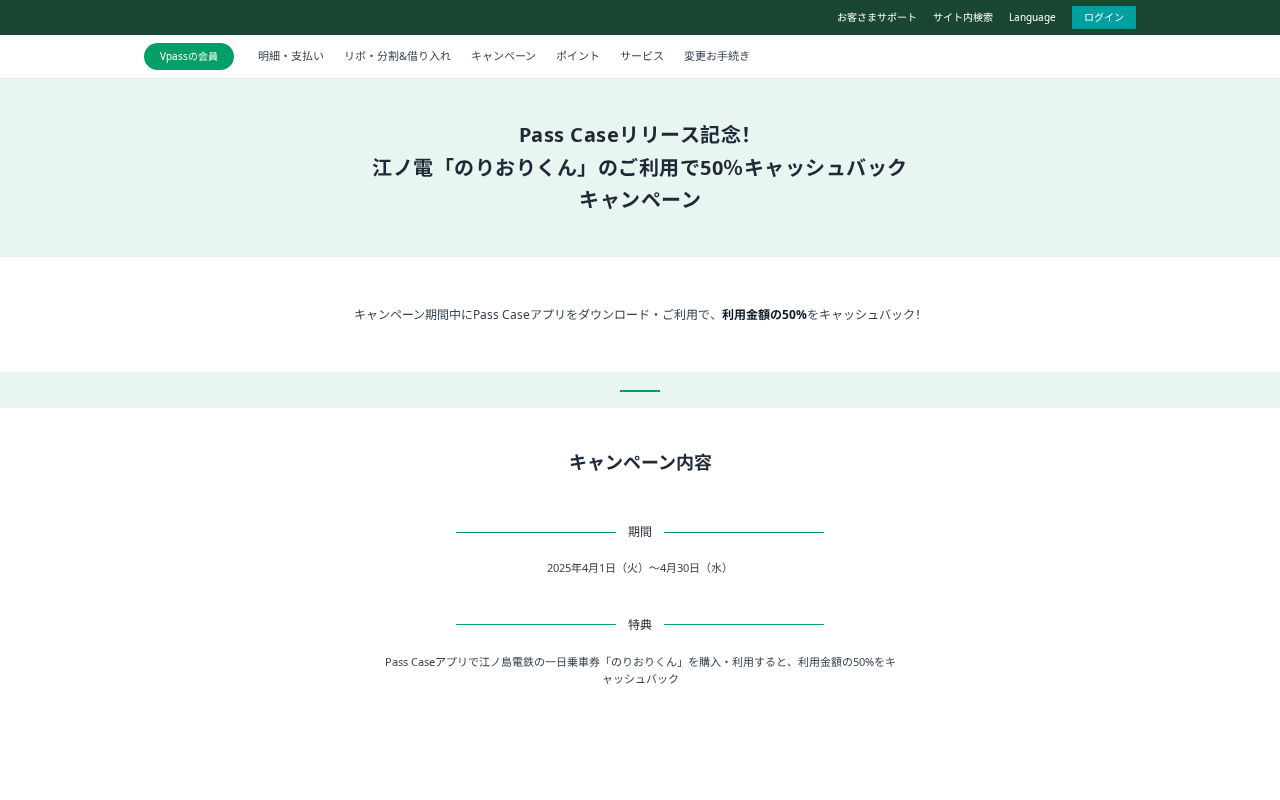 お客さまサポート サイト内検索 Language ログイン
Vpassの会員 明細・支払い リボ・分割&借り入れ キャンペーン ポイント サービス 変更お手続き
Pass Caseリリース記念！
江ノ電「のりおりくん」のご利用で50％キャッシュバック
キャンペーン
キャンペーン期間中にPass Caseアプリをダウンロード・ご利用で、利用金額の50%をキャッシュバック！
キャンペーン内容
期間
2025年4月1日（火）～4月30日（水）
特典
Pass Caseアプリで江ノ島電鉄の一日乗車券「のりおりくん」を購入・利用すると、利用金額の50%をキ
ャッシュバック